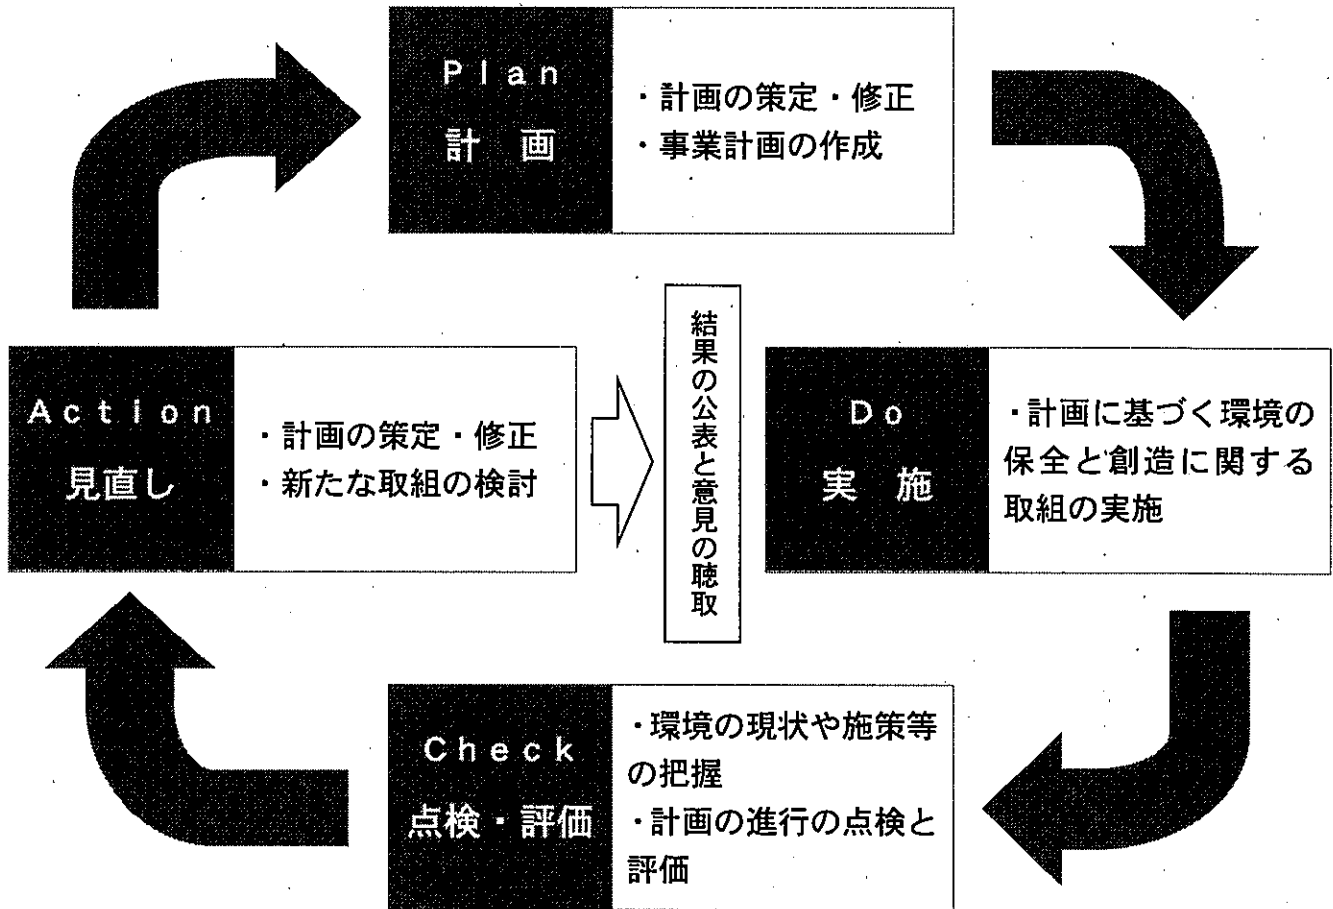 Plan
計 画
・計画の策定・修正
・事業計画の作成
Action
見直し
・計画の策定・修正
・新たな取組の検討
結果の公表と意見の聴取
Do
実 施
・計画に基づく環境の
保全と創造に関する
取組の実施
Check
点検・評価
・環境の現状や施策等
の把握
・計画の進行の点検と
評価